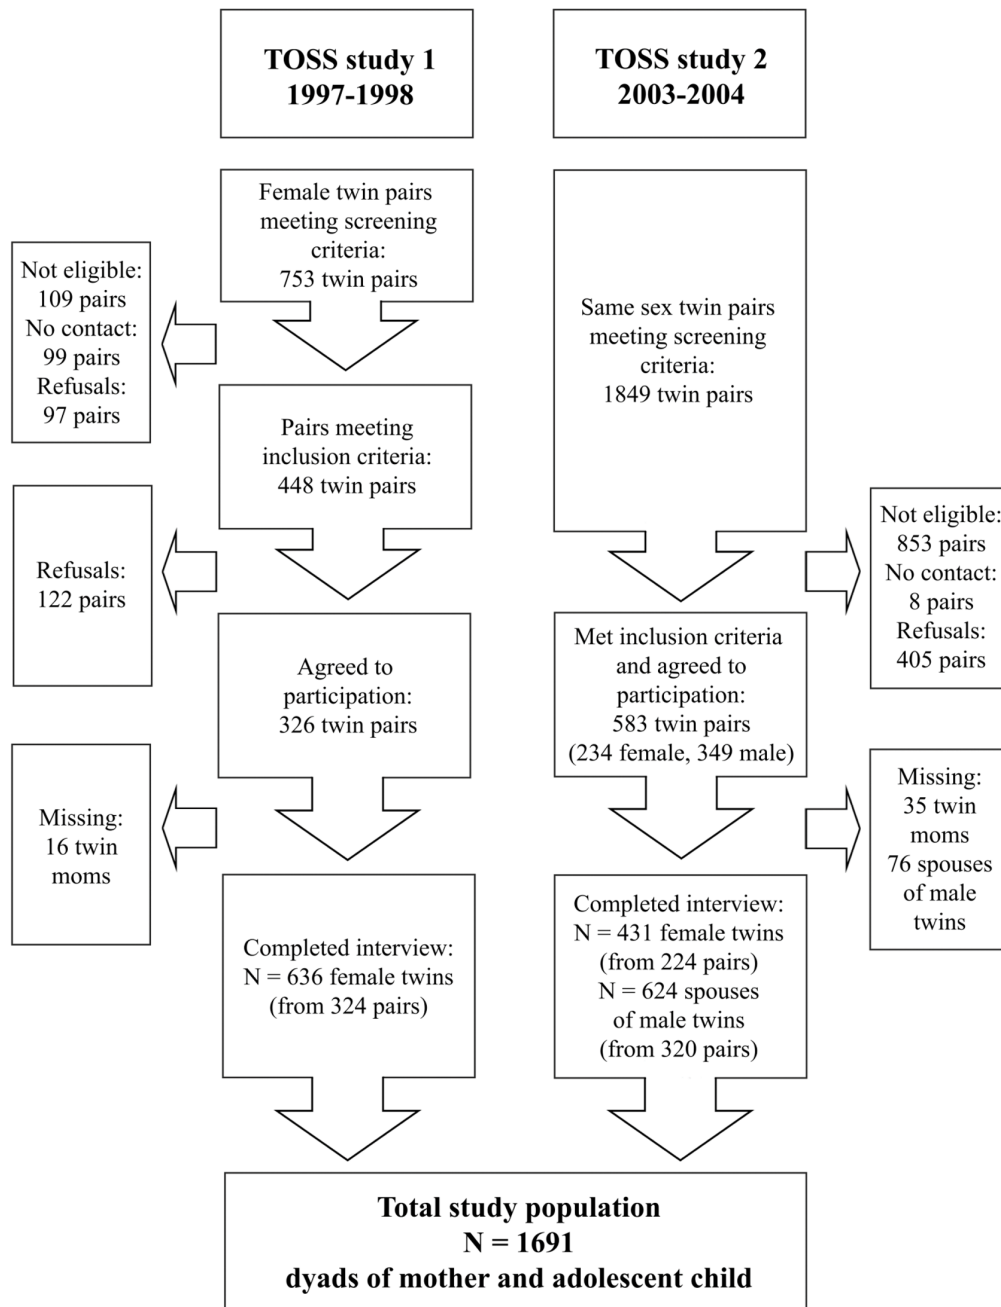 TOSS study 1
1997-1998
TOSS study 2
2003-2004
Female twin pairs
meeting screening
criteria:
753 twin pairs
Same sex twin pairs
meeting screening
criteria:
1849 twin pairs
Not eligible:
109 pairs
No contact:
99 pairs
Refusals:
97 pairs
Pairs meeting
inclusion criteria:
448 twin pairs
Refusals:
122 pairs
Not eligible:
853 pairs
No contact:
8 pairs
Refusals:
405 pairs
Agreed to
participation:
326 twin pairs
Met inclusion criteria
and agreed to
participation:
583 twin pairs
(234 female, 349 male)
Missing:
16 twin
moms
Missing:
35 twin
moms
76 spouses
of male
twins
Completed interview:
N = 636 female twins
(from 324 pairs)
Completed interview:
N = 431 female twins
(from 224 pairs)
N = 624 spouses
of male twins
(from 320 pairs)
Total study population
N = 1691
dyads of mother and adolescent child